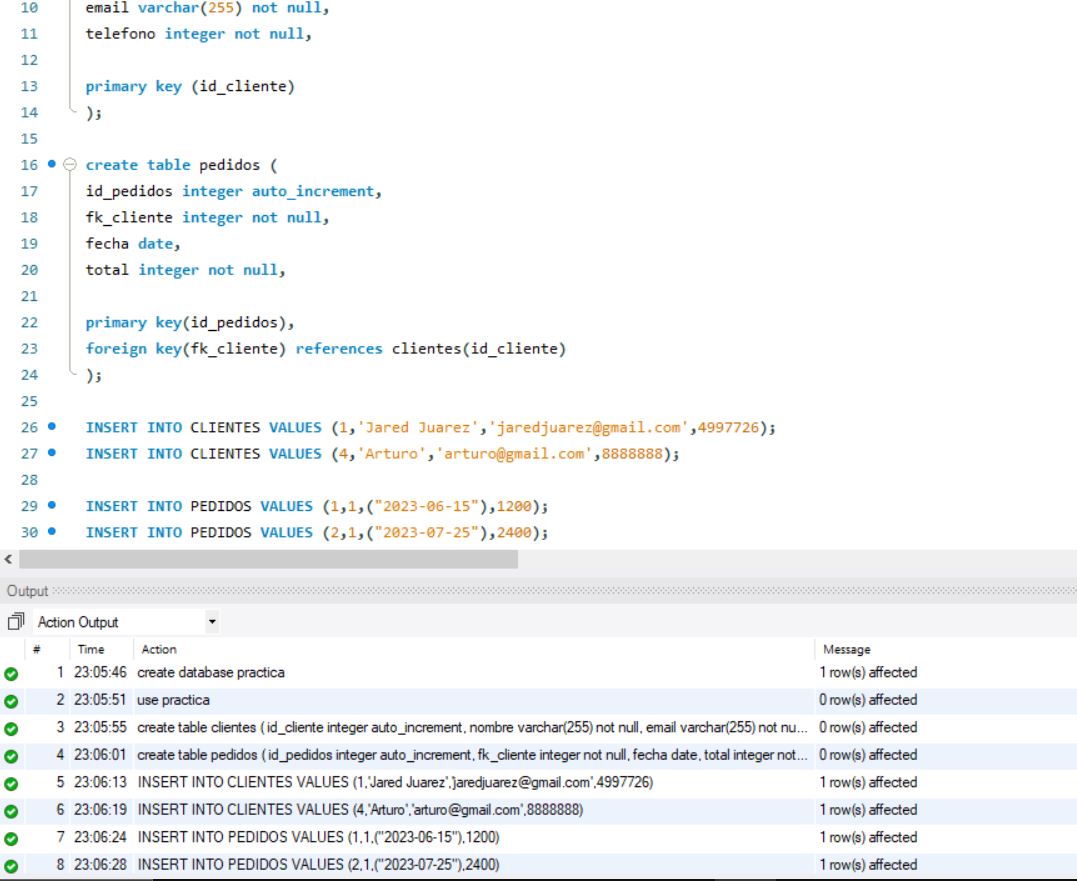 10 email varchar(255) not null,
11 telefono integer not null,
12
13 primary key (id_cliente)
14 );
15
16 create table pedidos (
17 id_pedidos integer auto_increment,
18 fk_cliente integer not null,
19 fecha date,
20 total integer not null,
21
22 primary key(id_pedidos),
23 foreign key(fk_cliente) references clientes(id_cliente)
24 );
25
26 INSERT INTO CLIENTES VALUES (1,'Jared Juarez','jaredjuarez@gmail.com',4997726);
27 INSERT INTO CLIENTES VALUES (4,'Arturo','arturo@gmail.com',8888888);
28
29 INSERT INTO PEDIDOS VALUES (1,1,("2023-06-15"),1200);
30 INSERT INTO PEDIDOS VALUES (2,1,("2023-07-25"),2400);
Output
Action Output
# Time Action Message
1 23:05:46 create database practica 1 row(s) affected
2 23:05:51 use practica 0 row(s) affected
3 23:05:55 create table clientes ( id_cliente integer auto_increment, nombre varchar(255) not null, email varchar(255) not nu... 0 row(s) affected
4 23:06:01 create table pedidos ( id_pedidos integer auto_increment, fk_cliente integer not null, fecha date, total integer not... 0 row(s) affected
5 23:06:13 INSERT INTO CLIENTES VALUES (1,'Jared Juarez','jaredjuarez@gmail.com',4997726) 1 row(s) affected
6 23:06:19 INSERT INTO CLIENTES VALUES (4,'Arturo','arturo@gmail.com',8888888) 1 row(s) affected
7 23:06:24 INSERT INTO PEDIDOS VALUES (1,1,("2023-06-15"),1200) 1 row(s) affected
8 23:06:28 INSERT INTO PEDIDOS VALUES (2,1,("2023-07-25"),2400) 1 row(s) affected